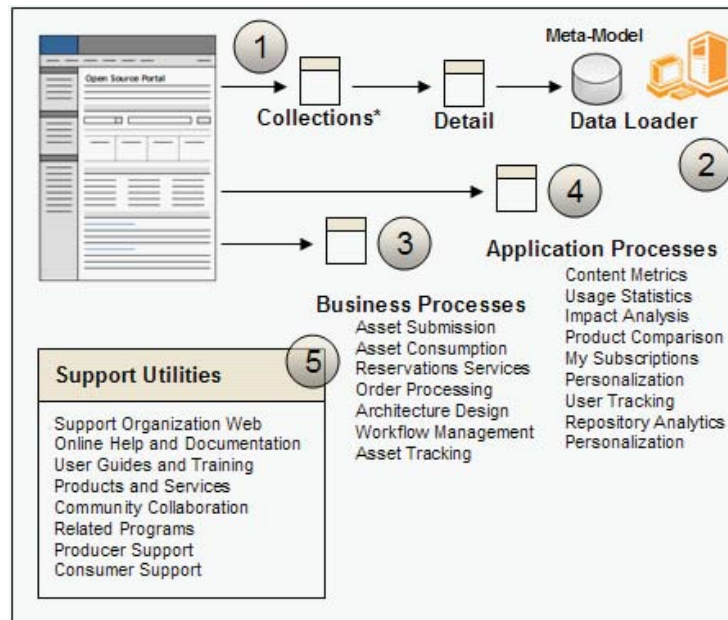 Open Source Portal
1
Collections*
Detail
Meta-Model
Data Loader
2
4
3
Application Processes
Content Metrics
Usage Statistics
Impact Analysis
Product Comparison
My Subscriptions
Personalization
User Tracking
Repository Analytics
Personalization
Business Processes
Asset Submission
Asset Consumption
Reservations Services
Order Processing
Architecture Design
Workflow Management
Asset Tracking
5
Support Utilities
Support Organization Web
Online Help and Documentation
User Guides and Training
Products and Services
Community Collaboration
Related Programs
Producer Support
Consumer Support